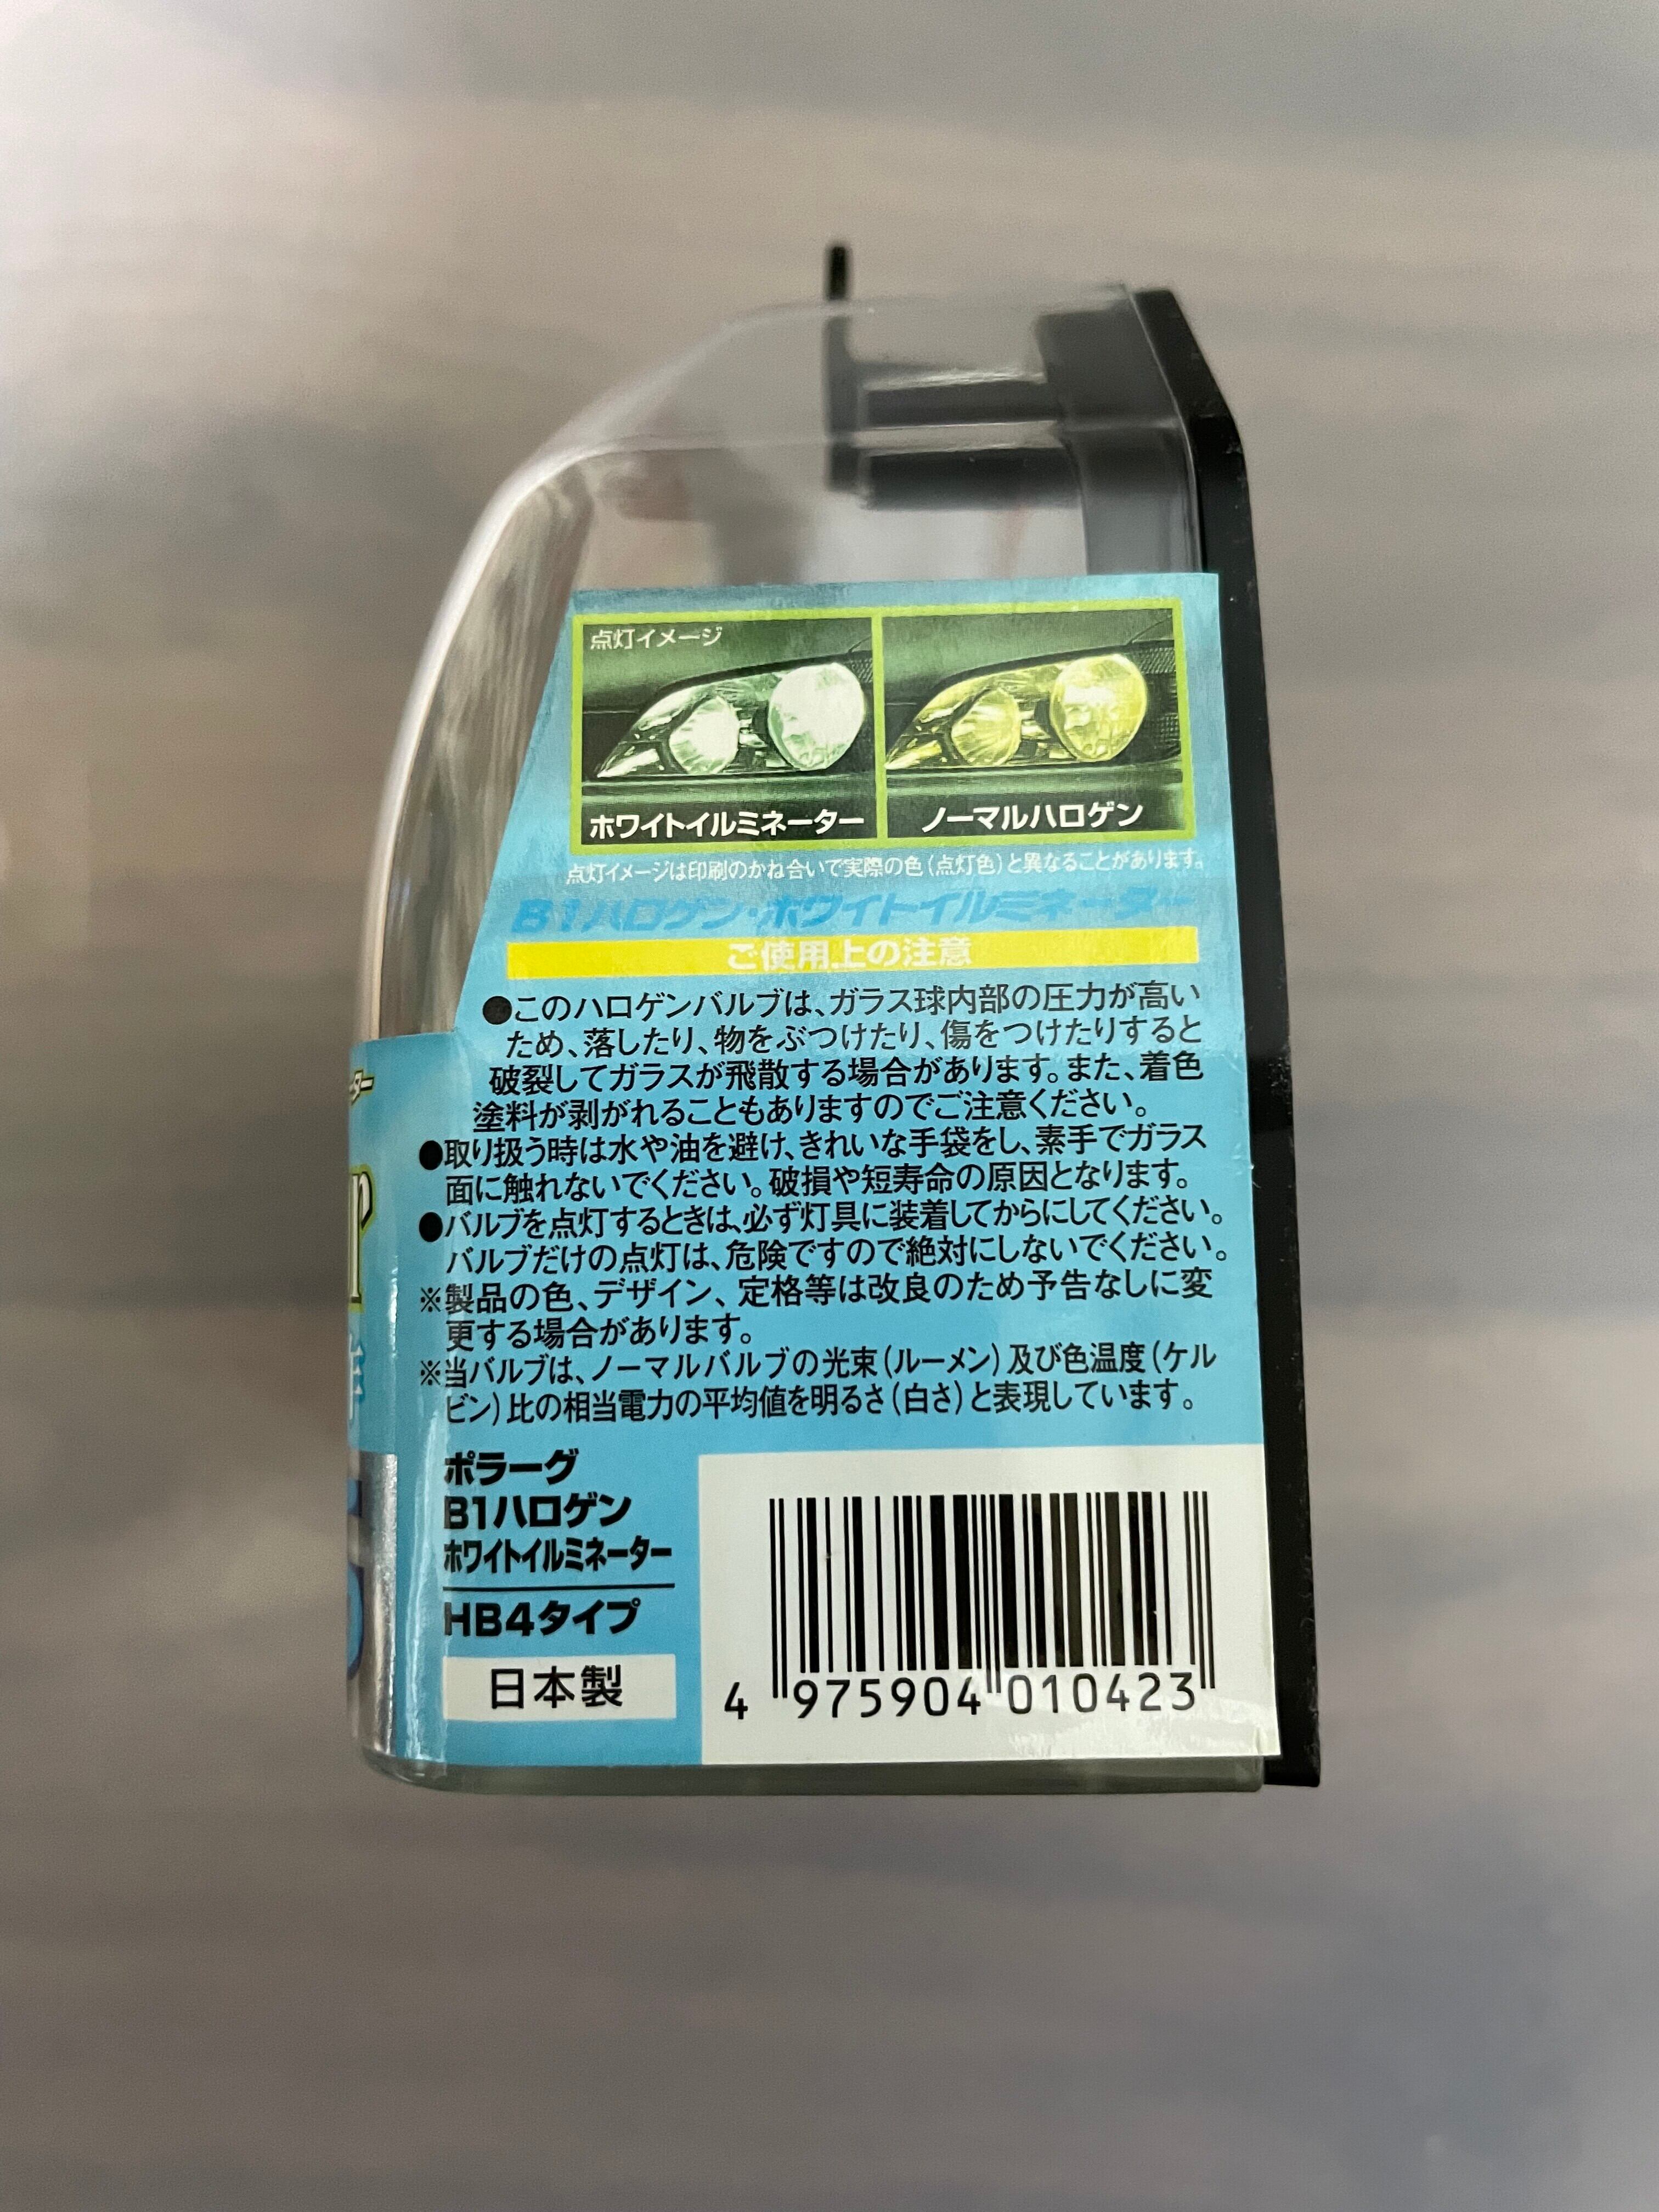 点灯イメージ
ホワイトイルミネーター
ノーマルハロゲン
点灯イメージは印刷のかね合いで実際の色(点灯色)と異なることがあります。
B1ハロゲン・ホワイトイルミネーター
ご使用上の注意
●このハロゲンバルブは、ガラス球内部の圧力が高い
ため、落したり、物をぶつけたり、傷をつけたりすると
破裂してガラスが飛散する場合があります。また、着色
塗料が剥がれることもありますのでご注意ください。
●取り扱う時は水や油を避け、きれいな手袋をし、素手でガラス
面に触れないでください。破損や短寿命の原因となります。
●バルブを点灯するときは、必ず灯具に装着してからにしてください。
バルブだけの点灯は、危険ですので絶対にしないでください。
※製品の色、デザイン、定格等は改良のため予告なしに変
更する場合があります。
※当バルブは、ノーマルバルブの光束(ルーメン)及び色温度(ケル
ビン)比の相当電力の平均値を明るさ(白さ)と表現しています。
ポラーグ
B1ハロゲン
ホワイトイルミネーター
HB4タイプ
日本製
4 975904 010423